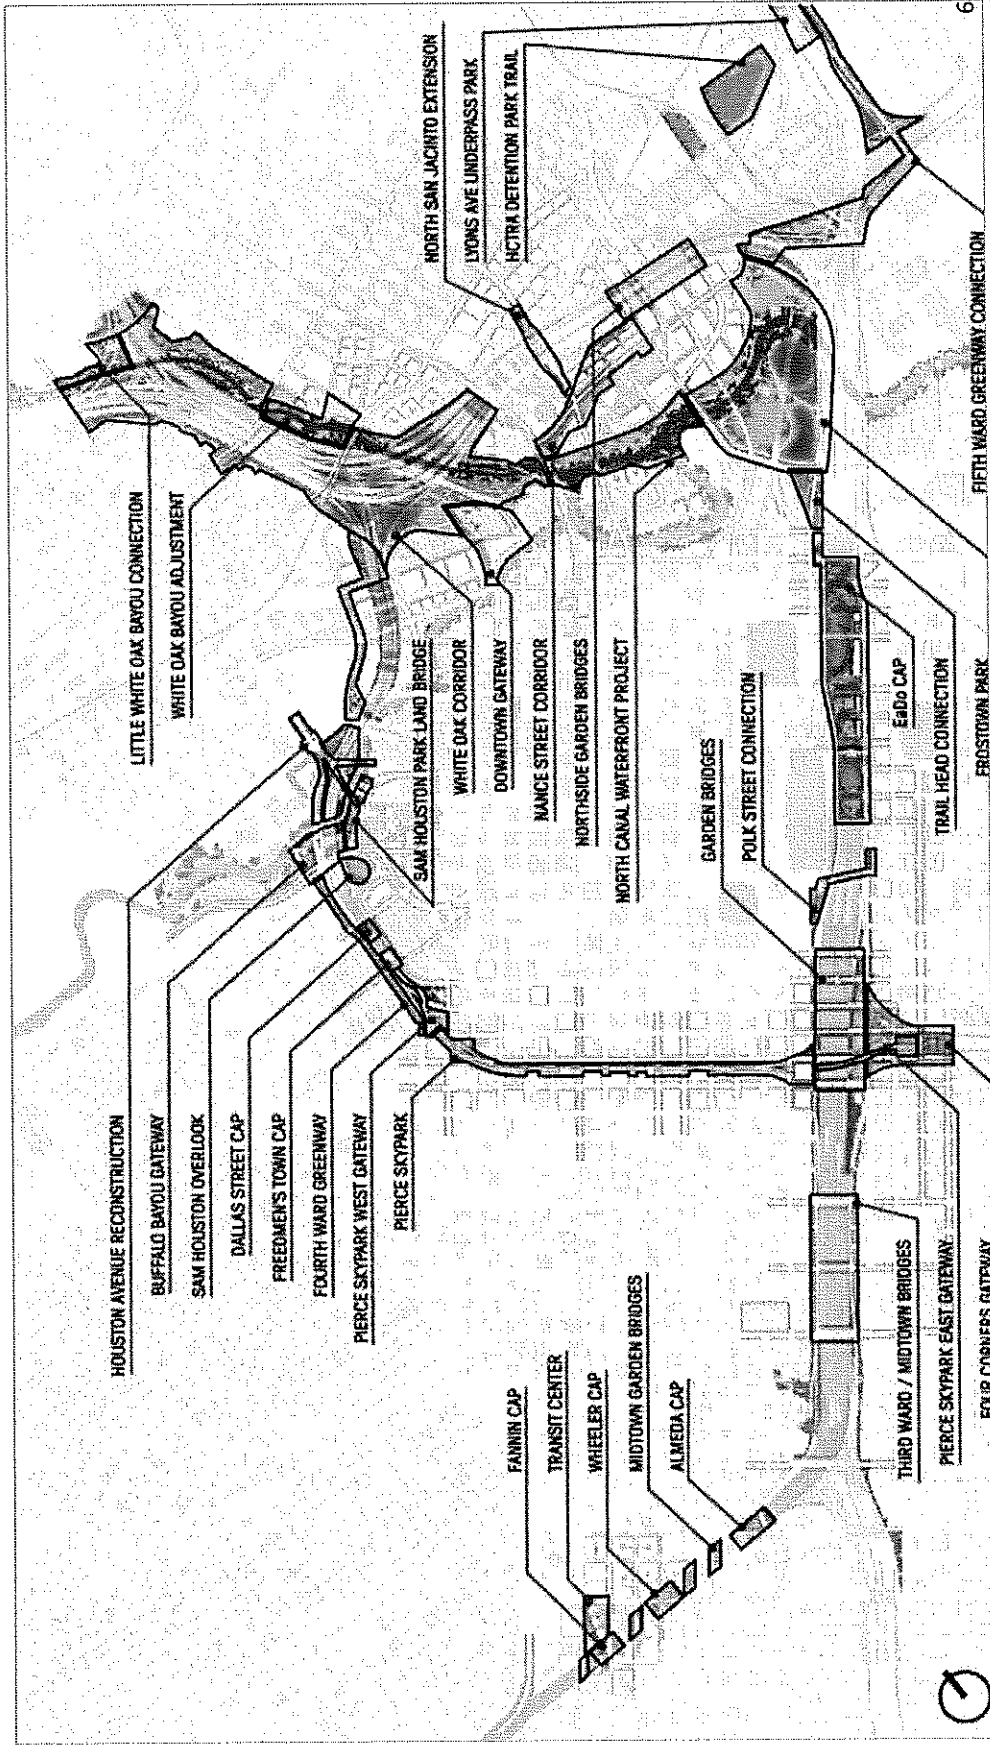 HOUSTON AVENUE RECONSTRUCTION
BUFFALO BAYOU GATEWAY
SAM HOUSTON OVERLOOK
DALLAS STREET CAP
FREEDMEN'S TOWN CAP
FOURTH WARD GREENWAY
PIERCE SKYPARK WEST GATEWAY
PIERCE SKYPARK
FANNIN CAP
TRANSIT CENTER
WHEELER CAP
MIDTOWN GARDEN BRIDGES
ALMEDA CAP
THIRD WARD / MIDTOWN BRIDGES
PIERCE SKYPARK EAST GATEWAY
FOUR CORNERS GATEWAY
LITTLE WHITE OAK BAYOU CONNECTION
WHITE OAK BAYOU ADJUSTMENT
SAM HOUSTON PARK LAND BRIDGE
WHITE OAK CORRIDOR
DOWNTOWN GATEWAY
NANCE STREET CORRIDOR
NORTHSIDE GARDEN BRIDGES
NORTH CANAL WATERFRONT PROJECT
GARDEN BRIDGES
POLK STREET CONNECTION
EaDo CAP
TRAIL HEAD CONNECTION
FROSTOWN PARK
NORTH SAN JACINTO EXTENSION
LYONS AVE UNDERPASS PARK
HCTRA DETENTION PARK TRAIL
FIFTH WARD GREENWAY CONNECTION
6